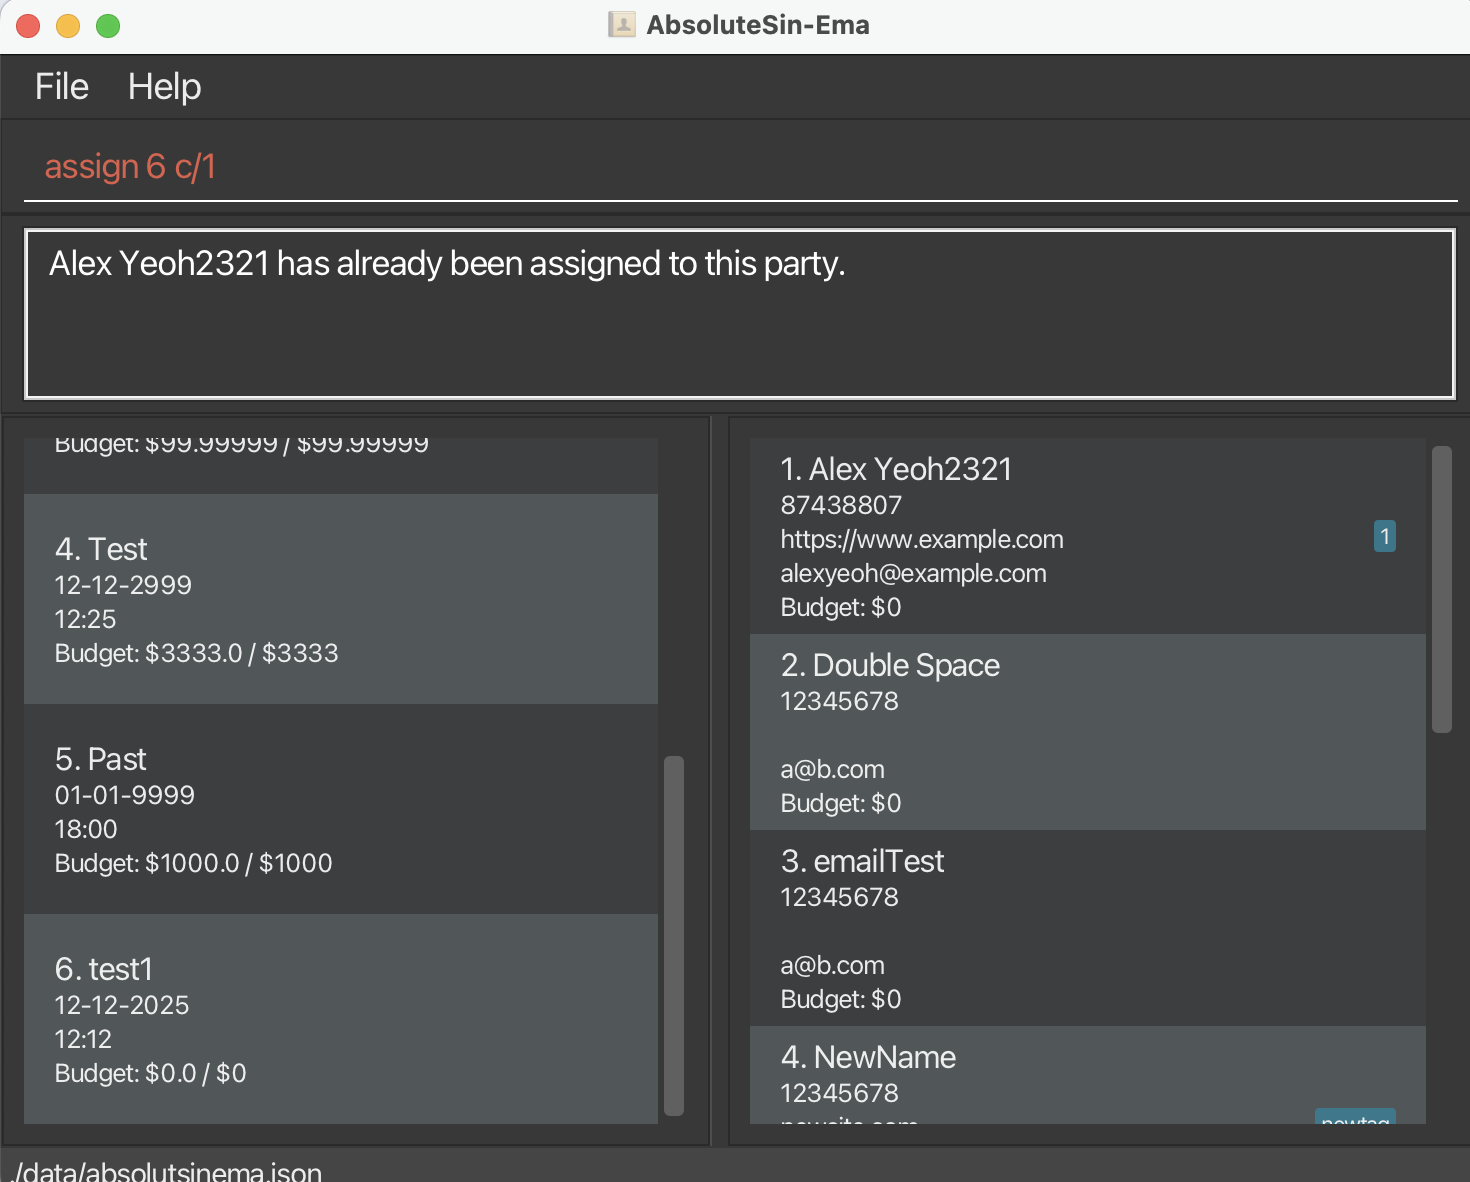 AbsoluteSin-Ema
File Help
assign 6 c/1
Alex Yeoh2321 has already been assigned to this party.
Budget: $99.99999 / $99.99999
4. Test
12-12-2999
12:25
Budget: $3333.0 / $3333
5. Past
01-01-9999
18:00
Budget: $1000.0 / $1000
6. test1
12-12-2025
12:12
Budget: $0.0 / $0
1. Alex Yeoh2321
87438807
https://www.example.com
1
alexyeoh@example.com
Budget: $0
2. Double Space
12345678
a@b.com
Budget: $0
3. emailTest
12345678
a@b.com
Budget: $0
4. NewName
12345678
newsite.com
newtag
./data/absolutsinema.json